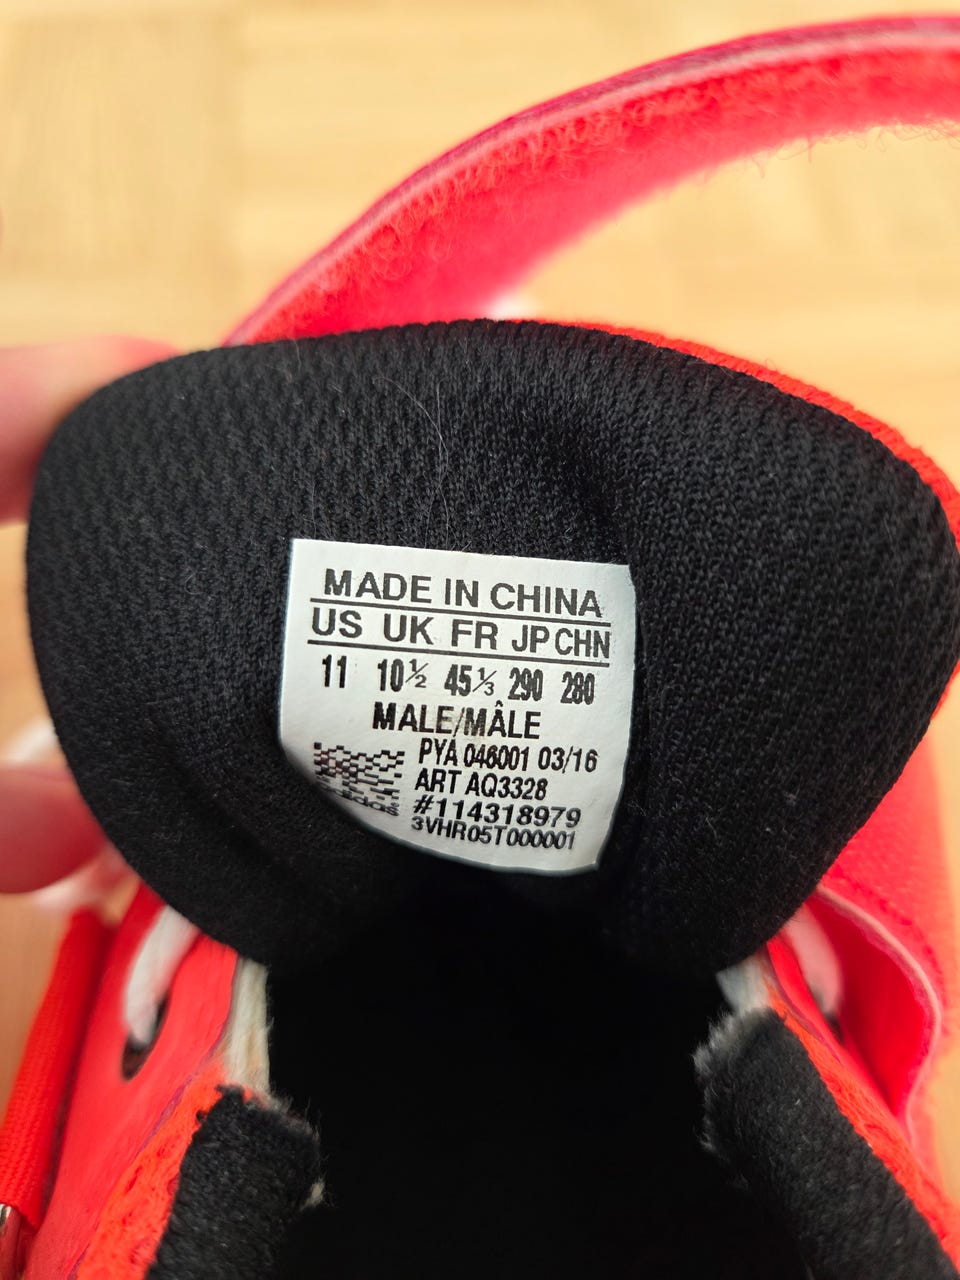 MADE IN CHINA
US UK FR JP CHN
11 10½ 45⅓ 290 280
MALE/MÂLE
PYA 046001 03/16
ART AQ3328
#114318979
3VHR05T000001
adidas